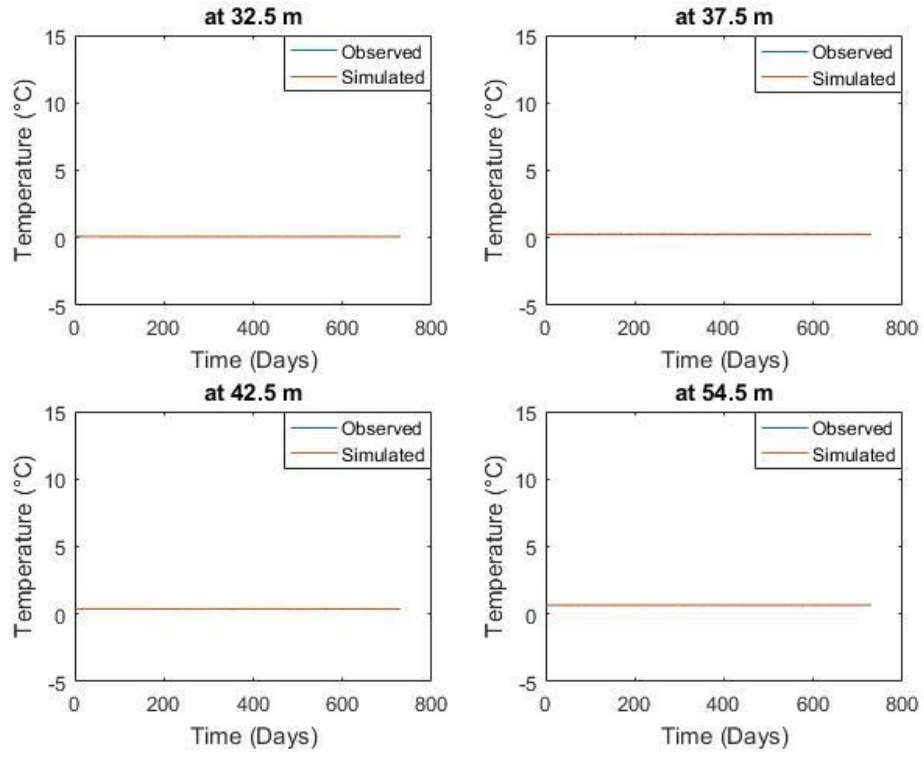 at 32.5 m
15
10
5
0
-5
Temperature (°C)
Observed
Simulated
0
200
400
600
800
Time (Days)
at 37.5 m
15
10
5
0
-5
Temperature (°C)
Observed
Simulated
0
200
400
600
800
Time (Days)
at 42.5 m
15
10
5
0
-5
Temperature (°C)
Observed
Simulated
0
200
400
600
800
Time (Days)
at 54.5 m
15
10
5
0
-5
Temperature (°C)
Observed
Simulated
0
200
400
600
800
Time (Days)